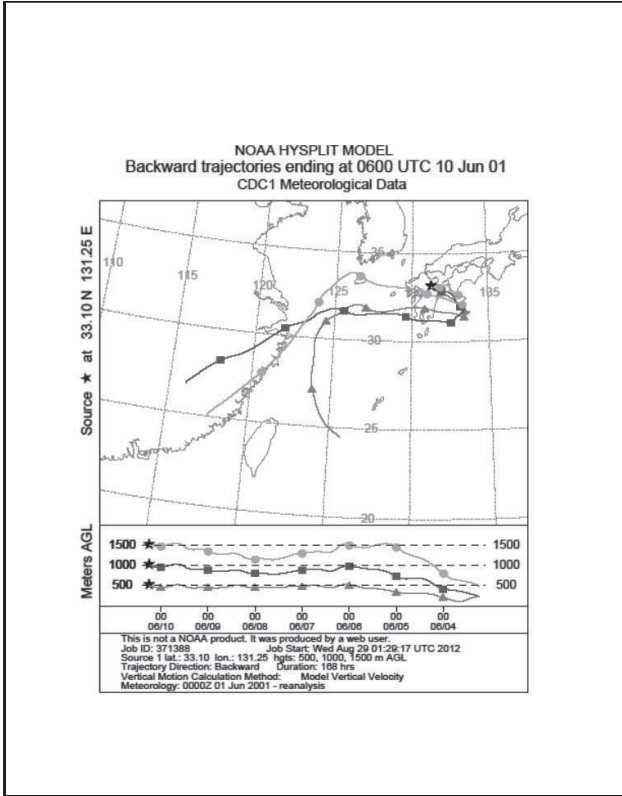 NOAA HYSPLIT MODEL
Backward trajectories ending at 0600 UTC 10 Jun 01
CDC1 Meteorological Data
Source ★ at 33.10 N 131.25 E
110
115
120
125
135
35
30
25
20
Meters AGL
1500
1000
500
1500
1000
500
00 00 00 00 00 00 00
06/10 06/09 06/08 06/07 06/06 06/05 06/04
This is not a NOAA product. It was produced by a web user.
Job ID: 371388 Job Start: Wed Aug 29 01:29:17 UTC 2012
Source 1 lat.: 33.10 lon.: 131.25 hgts: 500, 1000, 1500 m AGL
Trajectory Direction: Backward Duration: 168 hrs
Vertical Motion Calculation Method: Model Vertical Velocity
Meteorology: 0000Z 01 Jun 2001 - reanalysis